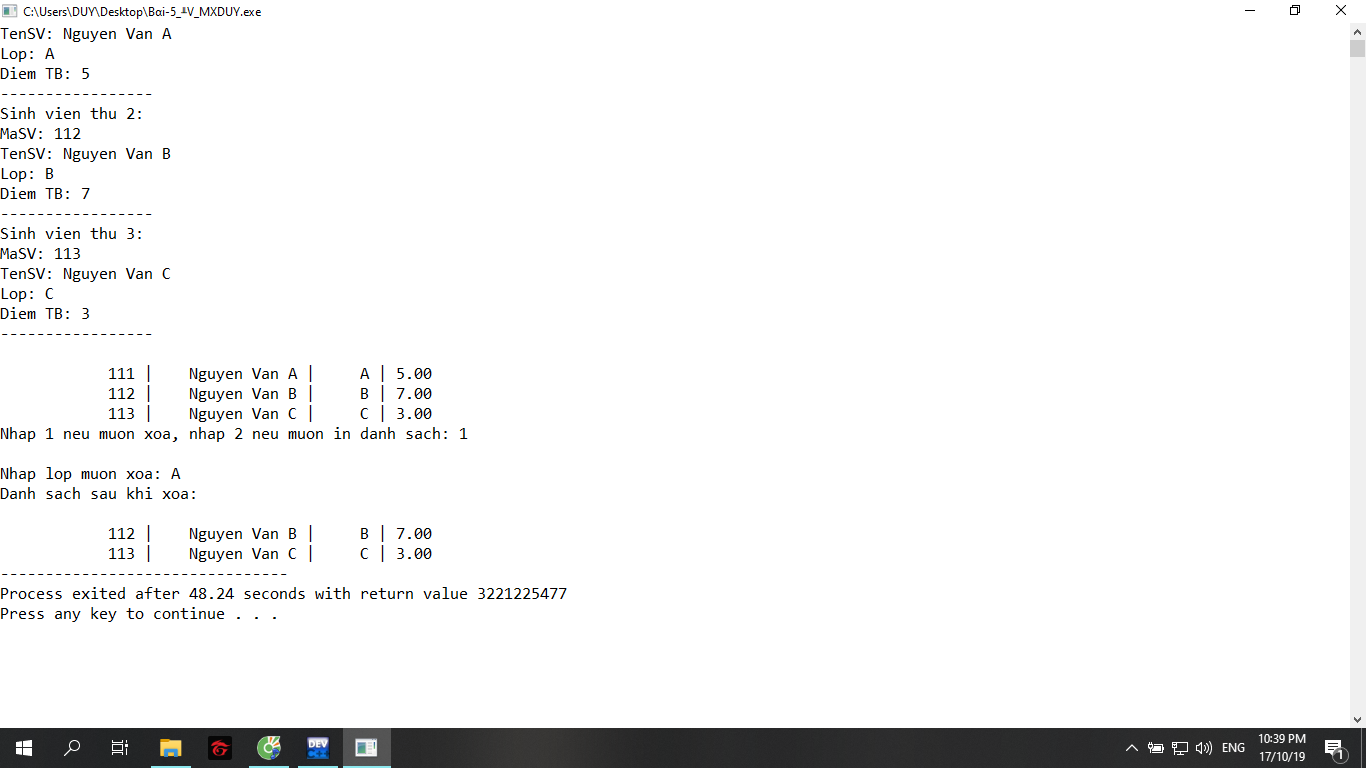 C:\Users\DUY\Desktop\Bαi-5_╨V_MXDUY.exe
TenSV: Nguyen Van A
Lop: A
Diem TB: 5
-----------------
Sinh vien thu 2:
MaSV: 112
TenSV: Nguyen Van B
Lop: B
Diem TB: 7
-----------------
Sinh vien thu 3:
MaSV: 113
TenSV: Nguyen Van C
Lop: C
Diem TB: 3
-----------------
111 |    Nguyen Van A |     A | 5.00
112 |    Nguyen Van B |     B | 7.00
113 |    Nguyen Van C |     C | 3.00
Nhap 1 neu muon xoa, nhap 2 neu muon in danh sach: 1
Nhap lop muon xoa: A
Danh sach sau khi xoa:
112 |    Nguyen Van B |     B | 7.00
113 |    Nguyen Van C |     C | 3.00
--------------------------------
Process exited after 48.24 seconds with return value 3221225477
Press any key to continue . . .
DEV
C++
ENG
10:39 PM
17/10/19
1